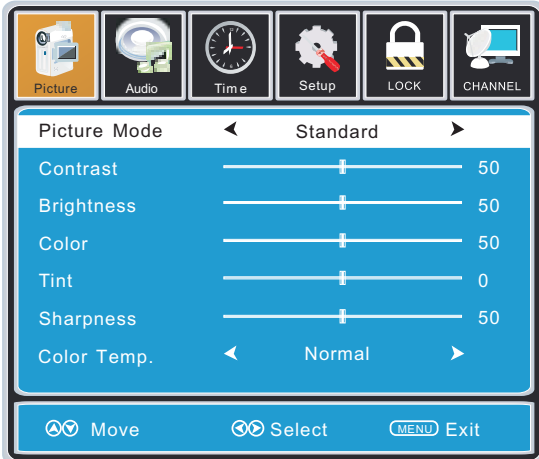 Picture Audio Time Setup LOCK CHANNEL
Picture Mode Standard
Contrast 50
Brightness 50
Color 50
Tint 0
Sharpness 50
Color Temp. Normal
Move Select MENU Exit